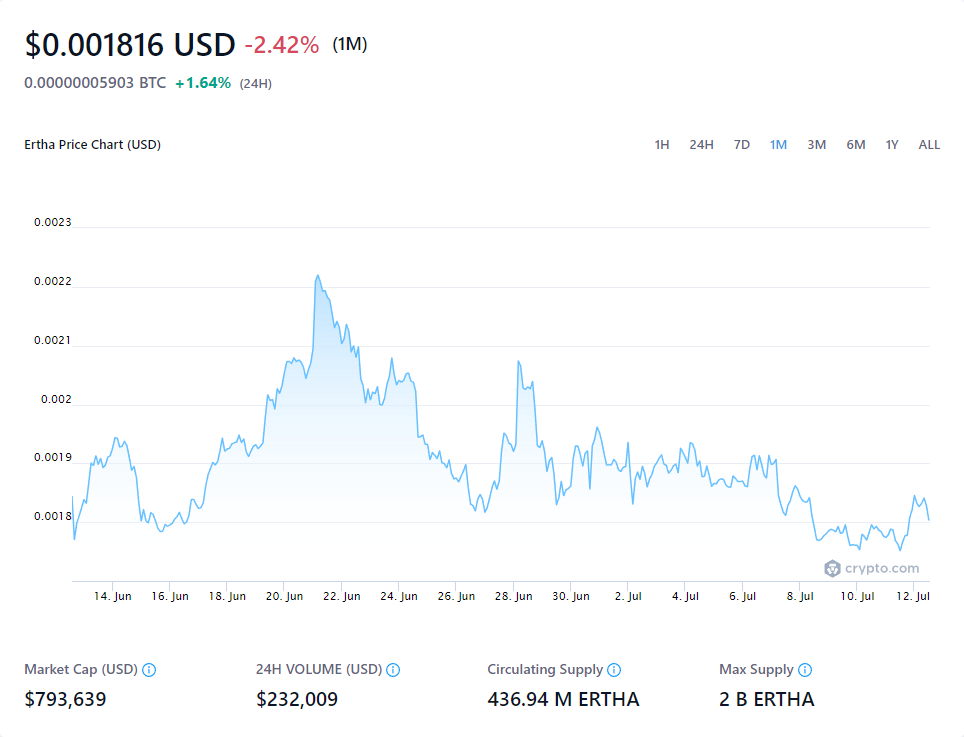 $0.001816 USD -2.42% (1M)
0.00000005903 BTC +1.64% (24H)
Ertha Price Chart (USD) 1H 24H 7D 1M 3M 6M 1Y ALL
0.0023
0.0022
0.0021
0.002
0.0019
0.0018
crypto.com
14. Jun 16. Jun 18. Jun 20. Jun 22. Jun 24. Jun 26. Jun 28. Jun 30. Jun 2. Jul 4. Jul 6. Jul 8. Jul 10. Jul 12. Jul
Market Cap (USD) 24H VOLUME (USD) Circulating Supply Max Supply
$793,639 $232,009 436.94 M ERTHA 2 B ERTHA